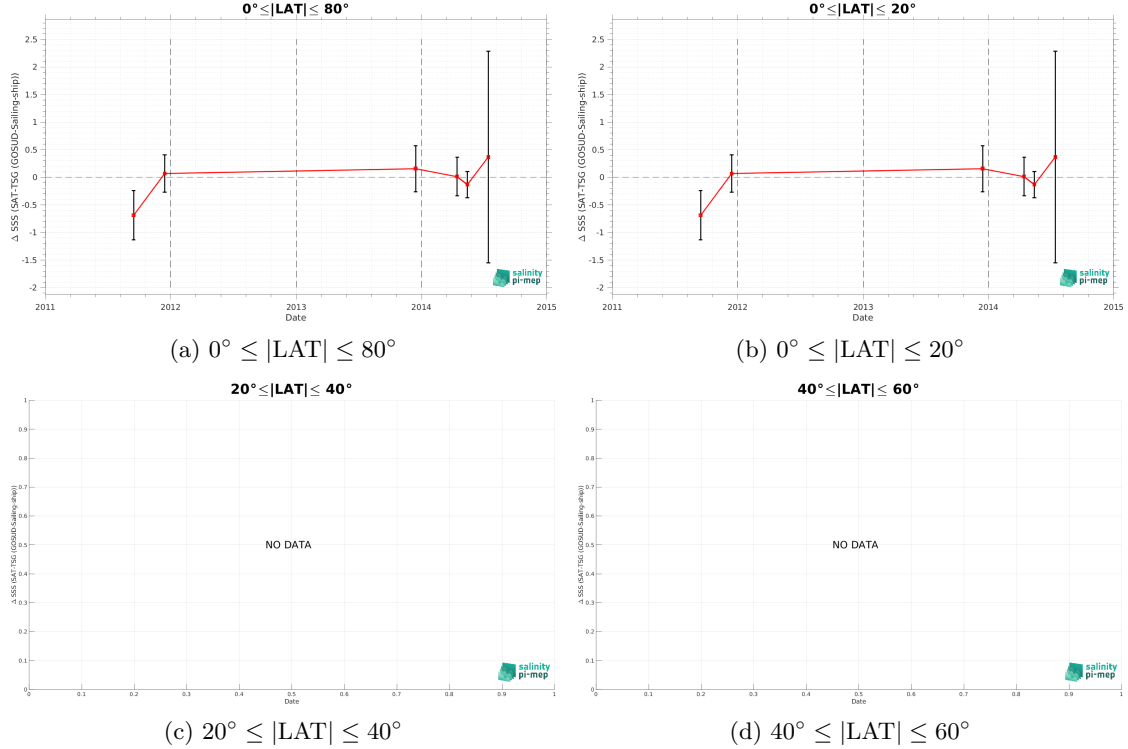 0°≤|LAT|≤ 80°
Δ SSS (SAT-TSG (GOSUD-Sailing-ship))
2.5
2
1.5
1
0.5
0
-0.5
-1
-1.5
-2
2011 2012 2013 2014 2015
Date
salinity
pi-mep
(a) 0° ≤ |LAT| ≤ 80°
0°≤|LAT|≤ 20°
Δ SSS (SAT-TSG (GOSUD-Sailing-ship))
2.5
2
1.5
1
0.5
0
-0.5
-1
-1.5
-2
2011 2012 2013 2014 2015
Date
salinity
pi-mep
(b) 0° ≤ |LAT| ≤ 20°
20°≤|LAT|≤ 40°
Δ SSS (SAT-TSG (GOSUD-Sailing-ship))
1
0.9
0.8
0.7
0.6
0.5
0.4
0.3
0.2
0.1
0
NO DATA
0 0.1 0.2 0.3 0.4 0.5 0.6 0.7 0.8 0.9 1
Date
salinity
pi-mep
(c) 20° ≤ |LAT| ≤ 40°
40°≤|LAT|≤ 60°
Δ SSS (SAT-TSG (GOSUD-Sailing-ship))
1
0.9
0.8
0.7
0.6
0.5
0.4
0.3
0.2
0.1
0
NO DATA
0 0.1 0.2 0.3 0.4 0.5 0.6 0.7 0.8 0.9 1
Date
salinity
pi-mep
(d) 40° ≤ |LAT| ≤ 60°